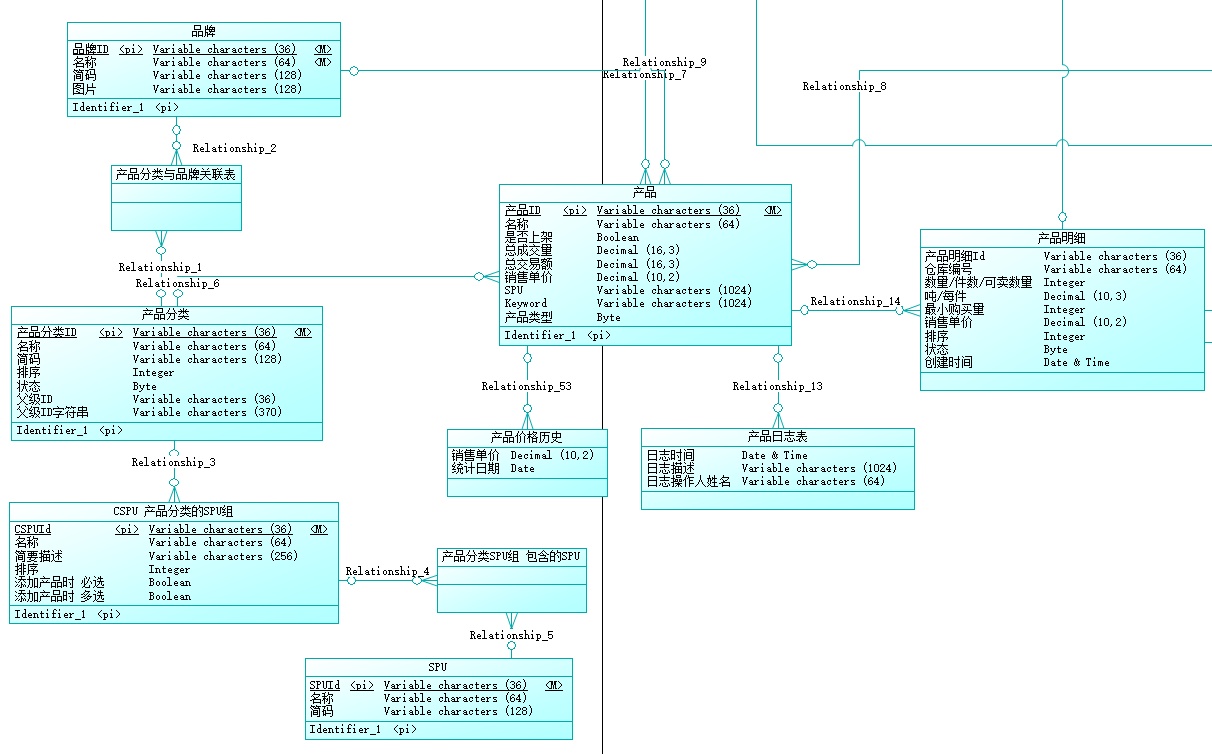 品牌
品牌ID <pi> Variable characters (36) <M>
名称 Variable characters (64) <M>
简码 Variable characters (128)
图片 Variable characters (128)
Identifier_1 <pi>
Relationship_9
Relationship_7
Relationship_8
Relationship_2
产品分类与品牌关联表
Relationship_1
Relationship_6
产品
产品ID <pi> Variable characters (36) <M>
名称 Variable characters (64)
是否上架 Boolean
总成交量 Decimal (16,3)
总交易额 Decimal (16,3)
销售单价 Decimal (10,2)
SPU Variable characters (1024)
Keyword Variable characters (1024)
产品类型 Byte
Identifier_1 <pi>
产品明细
产品明细Id Variable characters (36)
仓库编号 Variable characters (64)
数量/件数/可卖数量 Integer
吨/每件 Decimal (10,3)
最小购买量 Integer
销售单价 Decimal (10,2)
排序 Integer
状态 Byte
创建时间 Date & Time
Relationship_14
产品分类
产品分类ID <pi> Variable characters (36) <M>
名称 Variable characters (64)
简码 Variable characters (128)
排序 Integer
状态 Byte
父级ID Variable characters (36)
父级ID字符串 Variable characters (370)
Identifier_1 <pi>
Relationship_53
Relationship_13
产品价格历史
销售单价 Decimal (10,2)
统计日期 Date
产品日志表
日志时间 Date & Time
日志描述 Variable characters (1024)
日志操作人姓名 Variable characters (64)
Relationship_3
CSPU 产品分类的SPU组
CSPUId <pi> Variable characters (36) <M>
名称 Variable characters (64)
简要描述 Variable characters (256)
排序 Integer
添加产品时 必选 Boolean
添加产品时 多选 Boolean
Identifier_1 <pi>
Relationship_4
产品分类SPU组 包含的SPU
Relationship_5
SPU
SPUId <pi> Variable characters (36) <M>
名称 Variable characters (64)
简码 Variable characters (128)
Identifier_1 <pi>